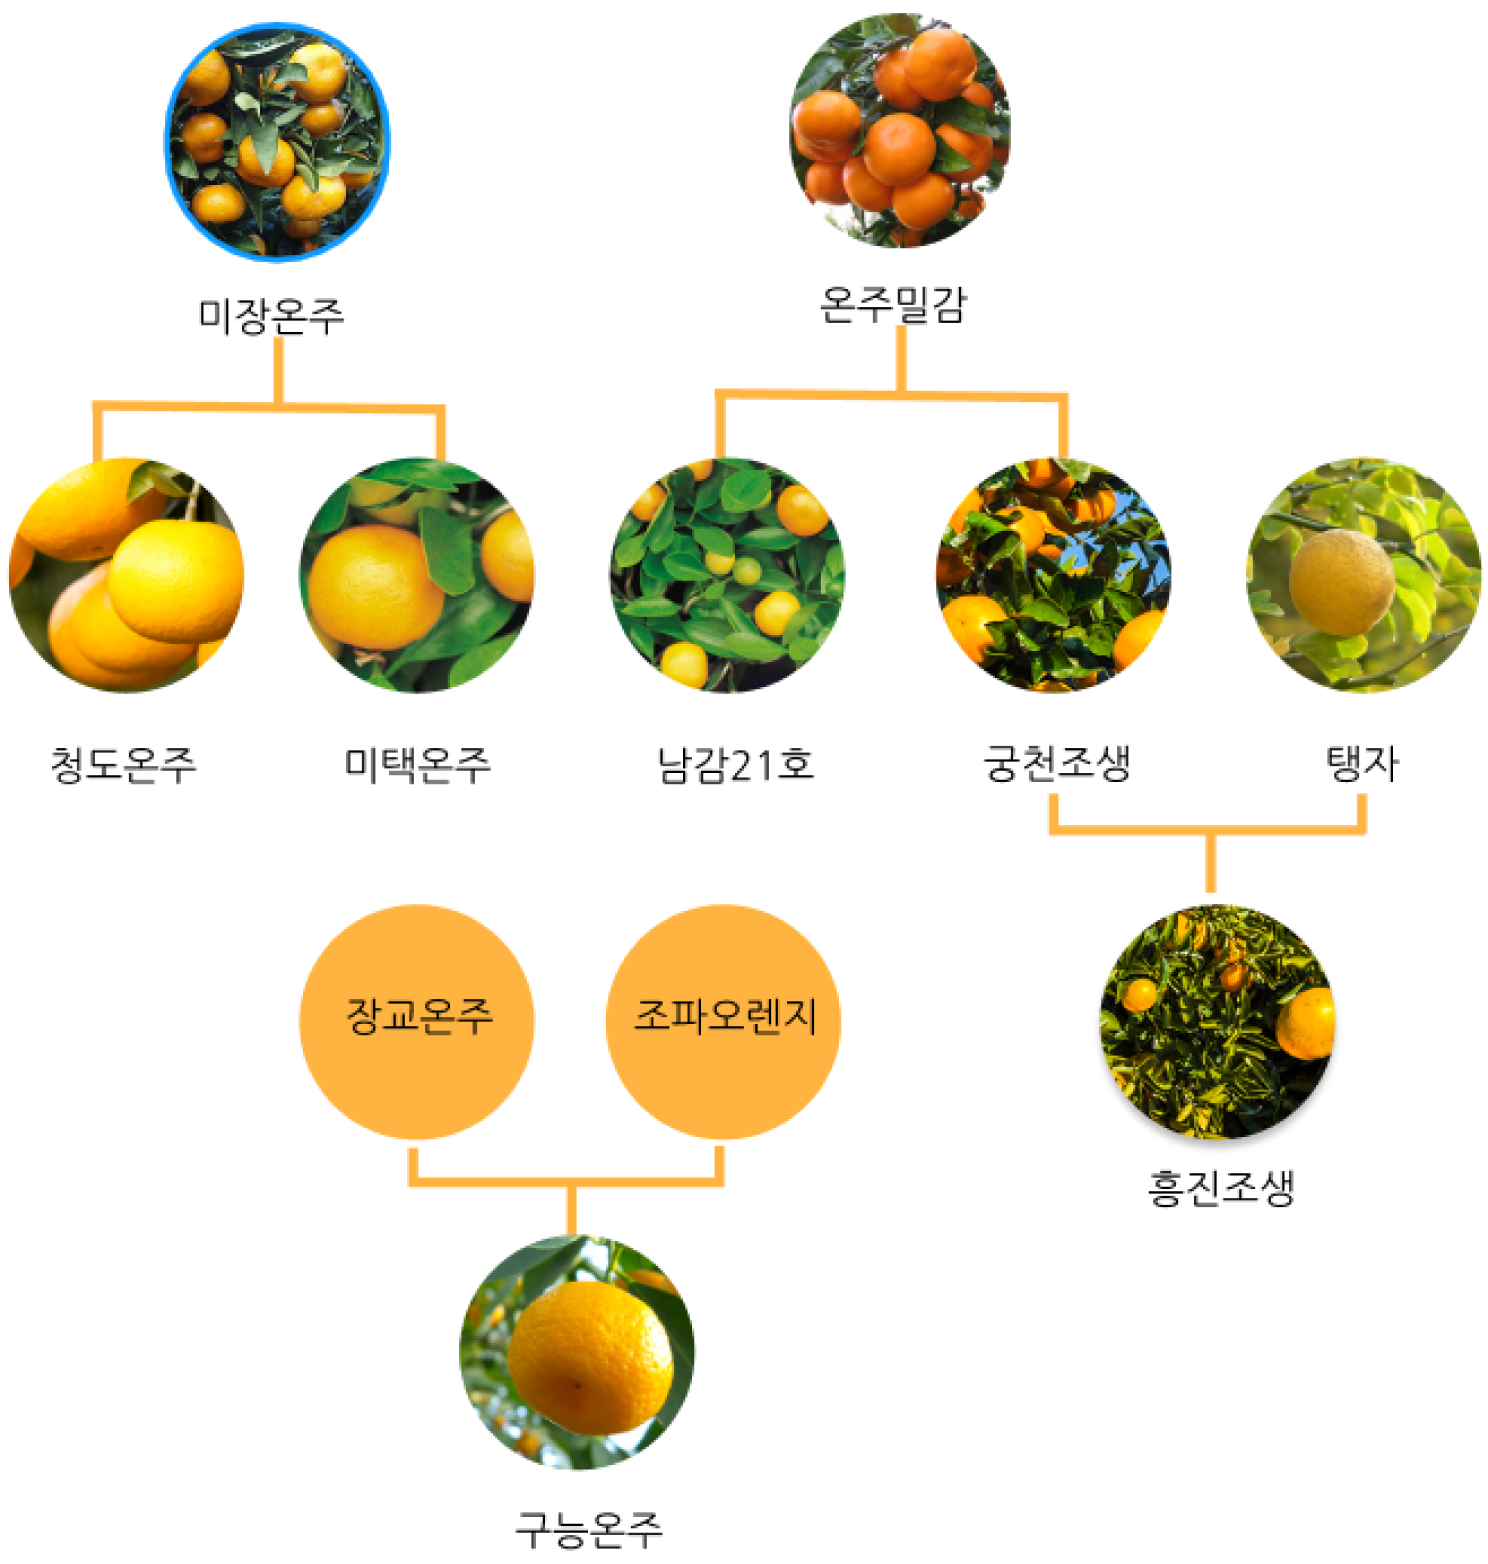 미장온주
온주밀감
청도온주
미택온주
남감21호
궁천조생
탱자
장교온주
조파오렌지
흥진조생
구능온주